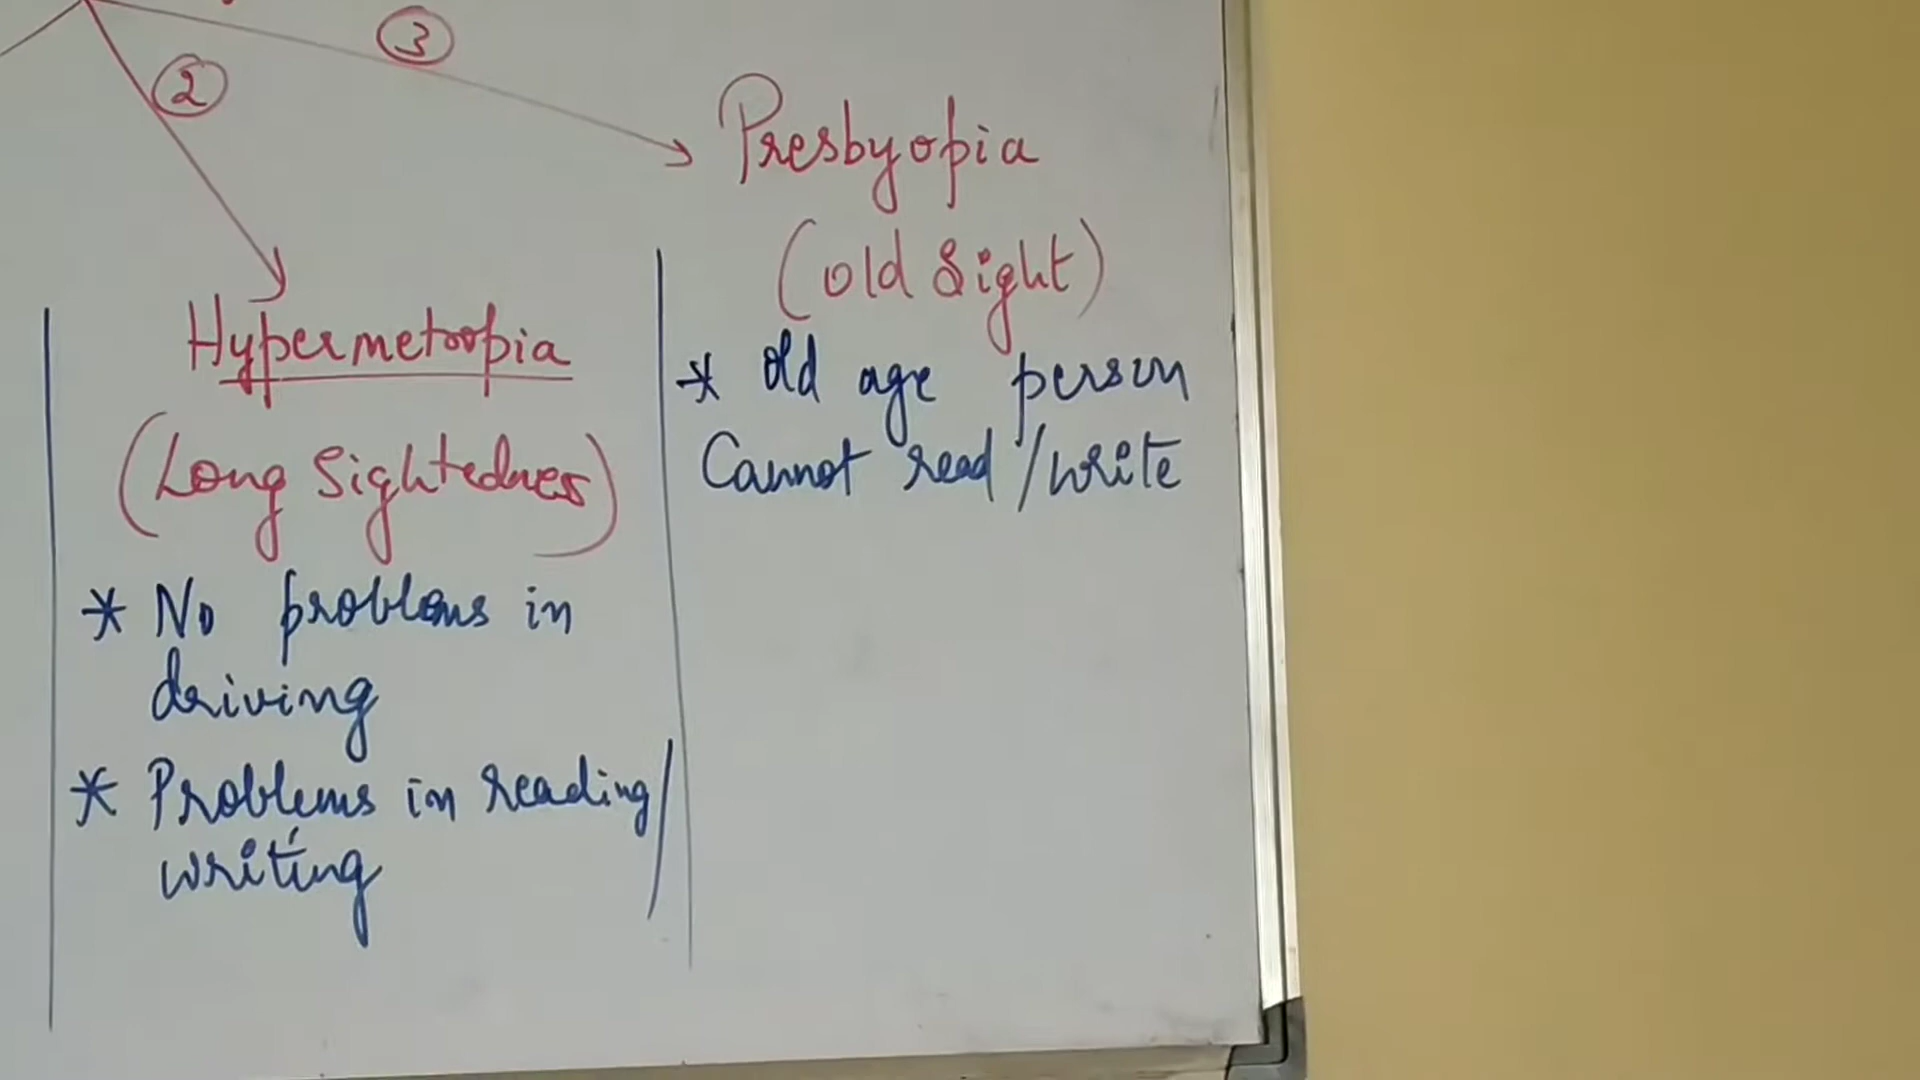 2
3
Hypermetropia
(Long Sightednes)
* No problems in
driving
* Problems in reading/
writing
Presbyopia
(old Sight)
* old age person
Cannot read/write